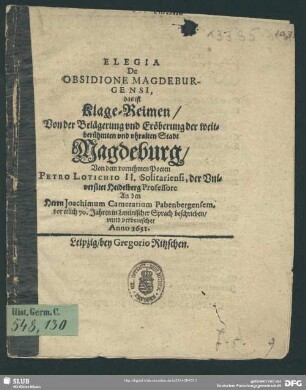 ELEGIA
De
OBSIDIONE MAGDEBUR-
GENSI,
das ist
Klage-Reimen/
Von der Belägerung und Eröberung der weit-
berühmten und uhralten Stadt
Magdeburg/
Von dem vornehmen Poeten
PETRO LOTICHIO II, Solitariensi, der Uni-
versitet Heidelberg Professore
An den
Herrn Joachimum Camerarium Pabenbergensem,
vor etlich 70. Jahren in Lateinischer Sprach beschrieben/
unnd verdeutschet
Anno 1631.
Leipzig/bey Gregorio Ritzschen.
Hist. Germ. C.
548, 130